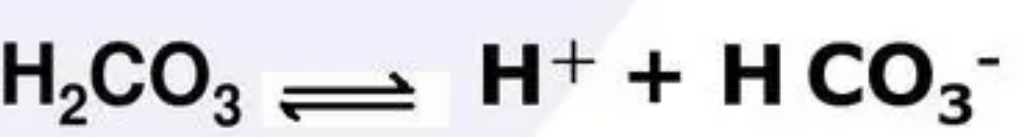 H₂CO₃ ⇌ H⁺ + H CO₃⁻